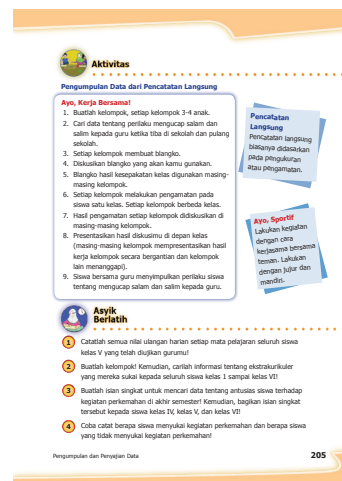 Aktivitas
Pengumpulan Data dari Pencatatan Langsung
Ayo, Kerja Bersama!
1. Buatlah kelompok, setiap kelompok 3-4 anak.
2. Cari data tentang perilaku mengucap salam dan
salim kepada guru ketika tiba di sekolah dan pulang
sekolah.
3. Setiap kelompok membuat blangko.
4. Diskusikan blangko yang akan kamu gunakan.
5. Blangko hasil kesepakatan kelas digunakan masing-
masing kelompok.
6. Setiap kelompok melakukan pengamatan pada
siswa satu kelas. Setiap kelompok berbeda kelas.
7. Hasil pengamatan setiap kelompok didiskusikan di
masing-masing kelompok.
8. Presentasikan hasil diskusimu di depan kelas
(masing-masing kelompok mempresentasikan hasil
kerja kelompok secara bergantian dan kelompok
lain menanggapi).
9. Siswa bersama guru menyimpulkan perilaku siswa
tentang mengucap salam dan salim kepada guru.
Pencatatan
Langsung
Pencatatan langsung
biasanya didasarkan
pada pengukuran
atau pengamatan.
Ayo, Sportif
Lakukan kegiatan
dengan cara
kerjasama bersama
teman. Lakukan
dengan jujur dan
mandiri.
Asyik
Berlatih
1 Catatlah semua nilai ulangan harian setiap mata pelajaran seluruh siswa
kelas V yang telah diujikan gurumu!
2 Buatlah kelompok! Kemudian, carilah informasi tentang ekstrakurikuler
yang mereka sukai kepada seluruh siswa kelas 1 sampai kelas VI!
3 Buatlah isian singkat untuk mencari data tentang antusias siswa terhadap
kegiatan perkemahan di akhir semester! Kemudian, bagikan isian singkat
tersebut kepada siswa kelas IV, kelas V, dan kelas VI!
4 Coba catat berapa siswa menyukai kegiatan perkemahan dan berapa siswa
yang tidak menyukai kegiatan perkemahan!
Pengumpulan dan Penyajian Data
205